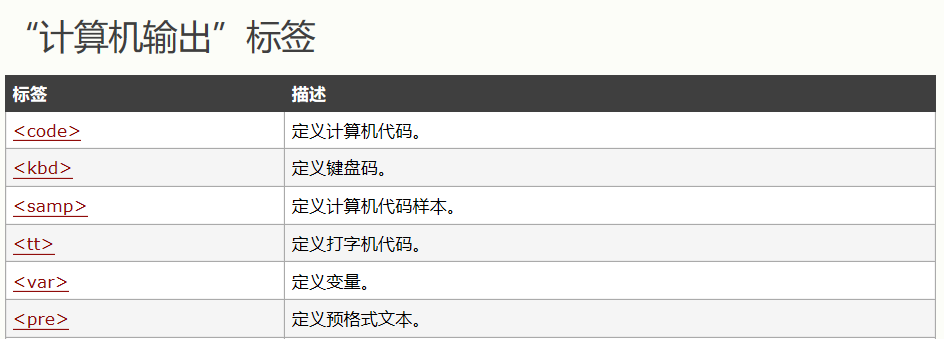 “计算机输出”标签
标签 描述
<code> 定义计算机代码。
<kbd> 定义键盘码。
<samp> 定义计算机代码样本。
<tt> 定义打字机代码。
<var> 定义变量。
<pre> 定义预格式文本。